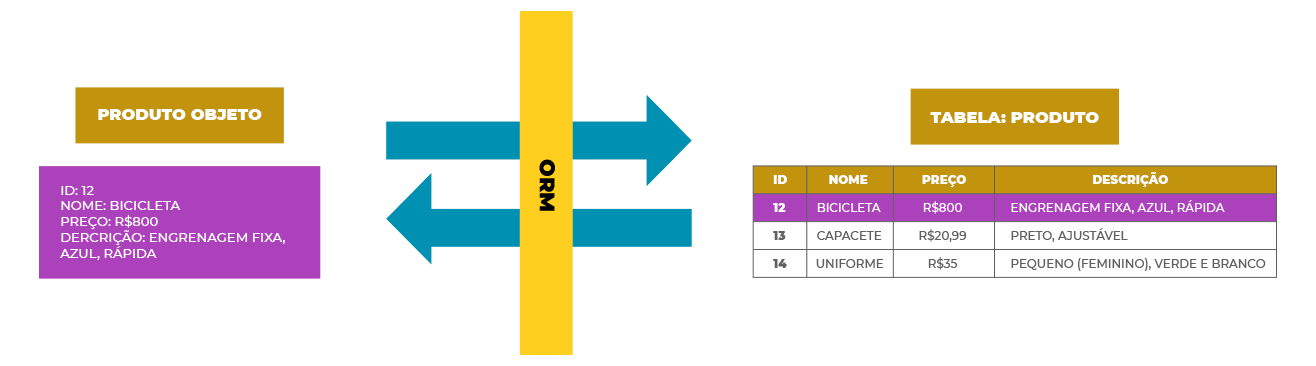 PRODUTO OBJETO
ID: 12
NOME: BICICLETA
PREÇO: R$800
DERCRIÇÃO: ENGRENAGEM FIXA,
AZUL, RÁPIDA
ORM
TABELA: PRODUTO
ID NOME PREÇO DESCRIÇÃO
12 BICICLETA R$800 ENGRENAGEM FIXA, AZUL, RÁPIDA
13 CAPACETE R$20,99 PRETO, AJUSTÁVEL
14 UNIFORME R$35 PEQUENO (FEMININO), VERDE E BRANCO